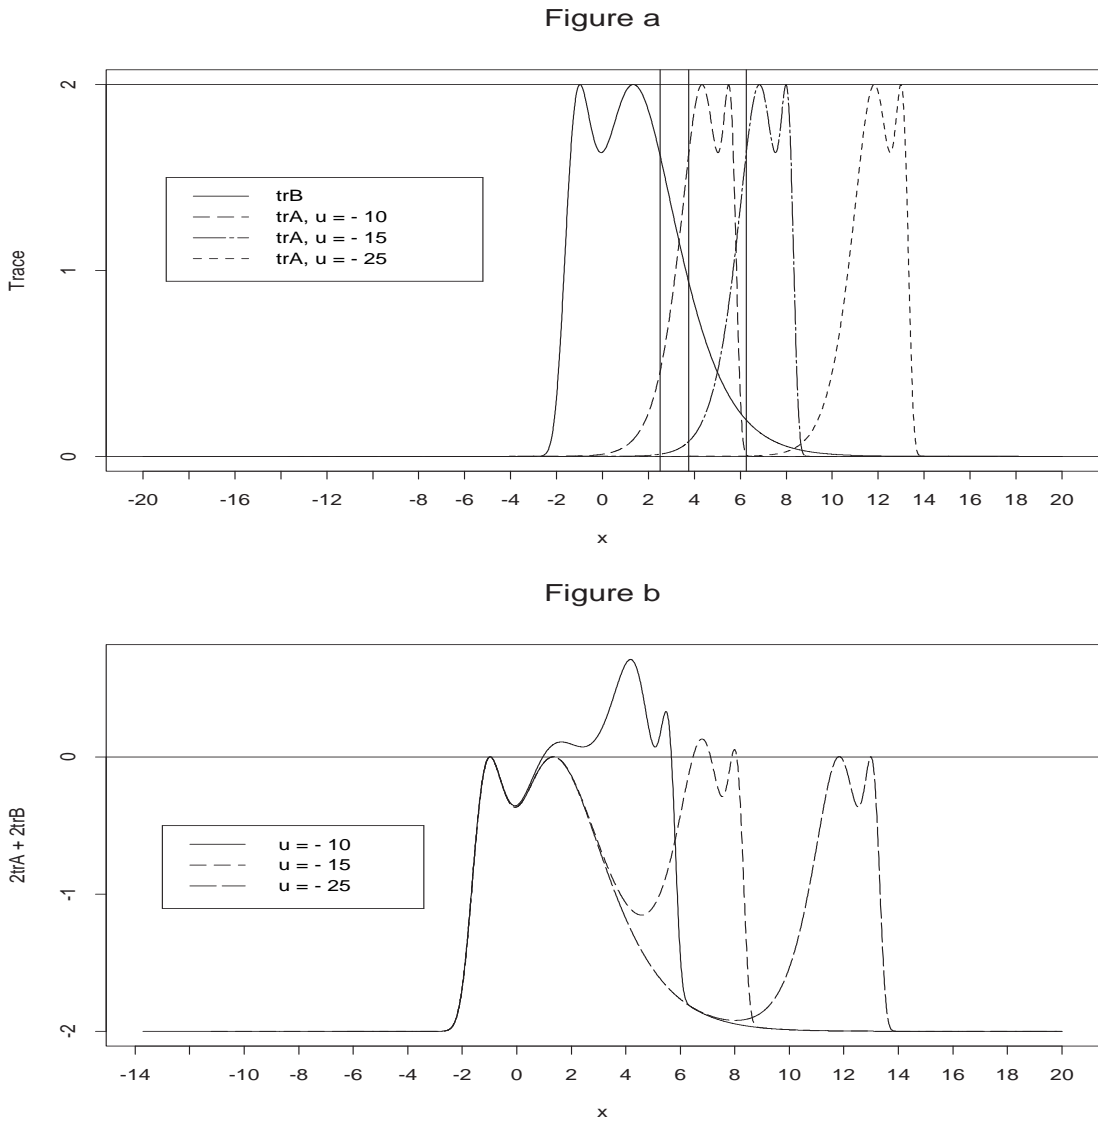 Figure a
Trace
2
1
0
trB
trA, u = - 10
trA, u = - 15
trA, u = - 25
-20 -16 -12 -8 -6 -4 -2 0 2 4 6 8 10 12 14 16 18 20
x
Figure b
2trA + 2trB
0
-1
-2
u = - 10
u = - 15
u = - 25
-14 -10 -8 -6 -4 -2 0 2 4 6 8 10 12 14 16 18 20
x